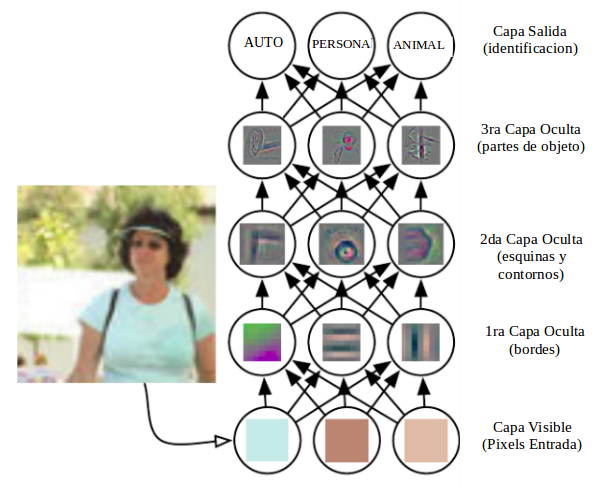 AUTO
PERSONA
ANIMAL
Capa Salida
(identificacion)
3ra Capa Oculta
(partes de objeto)
2da Capa Oculta
(esquinas y
contornos)
1ra Capa Oculta
(bordes)
Capa Visible
(Pixels Entrada)